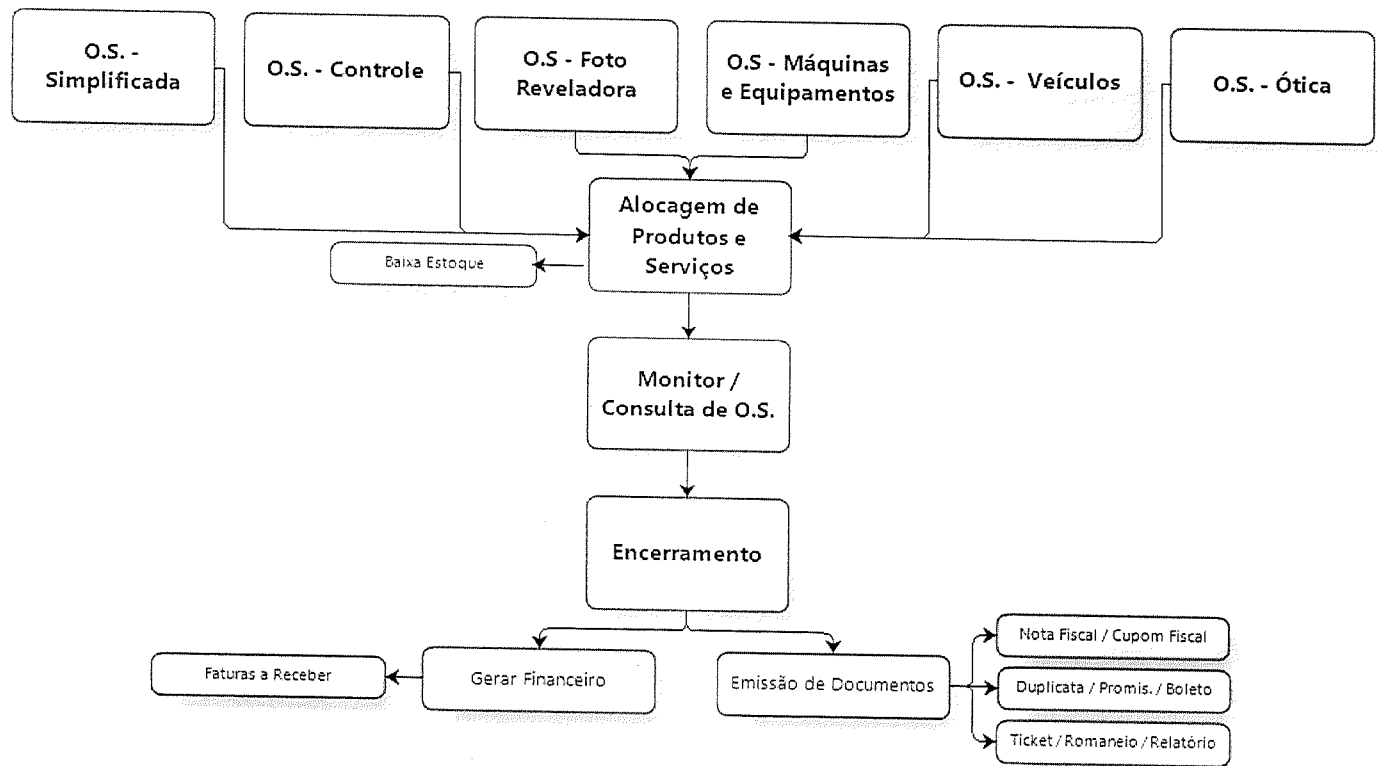 O.S. -
Simplificada
O.S. - Controle
O.S - Foto
Reveladora
O.S - Máquinas
e Equipamentos
O.S. - Veículos
O.S. - Ótica
Alocagem de
Produtos e
Serviços
Baixa Estoque
Monitor /
Consulta de O.S.
Encerramento
Faturas a Receber
Gerar Financeiro
Emissão de Documentos
Nota Fiscal / Cupom Fiscal
Duplicata / Promis. / Boleto
Ticket / Romaneio / Relatório